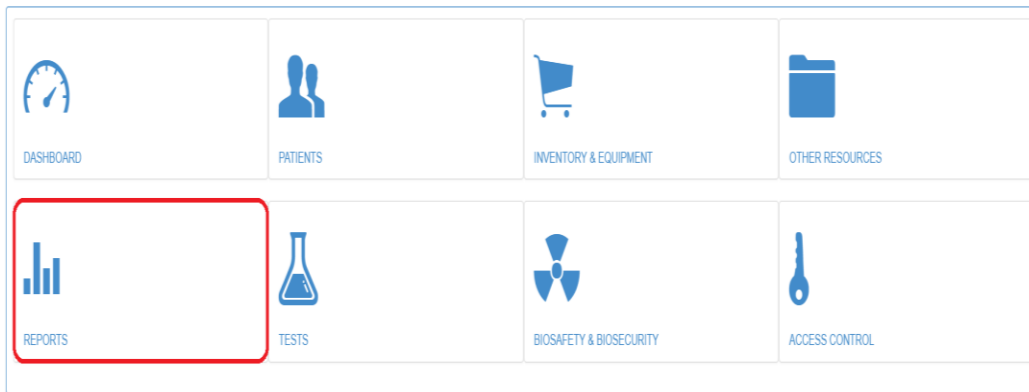 DASHBOARD
PATIENTS
INVENTORY & EQUIPMENT
OTHER RESOURCES
REPORTS
TESTS
BIOSAFETY & BIOSECURITY
ACCESS CONTROL